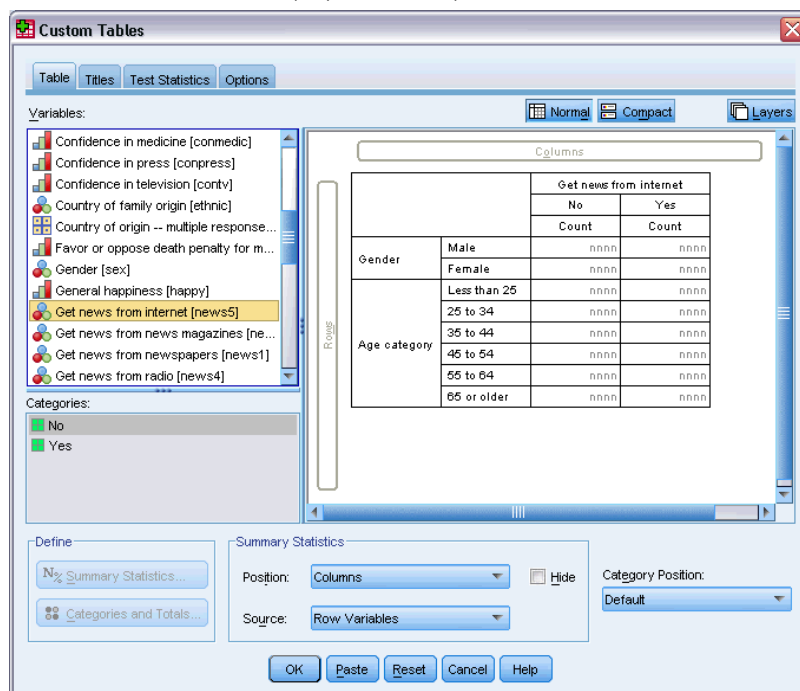 Custom Tables
Table Titles Test Statistics Options
Variables:
Normal Compact Layers
Confidence in medicine [conmedic]
Confidence in press [conpress]
Confidence in television [contv]
Country of family origin [ethnic]
Country of origin -- multiple response...
Favor or oppose death penalty for m...
Gender [sex]
General happiness [happy]
Get news from internet [news5]
Get news from news magazines [ne...
Get news from newspapers [news1]
Get news from radio [news4]
Categories:
No
Yes
Columns
Rows
Get news from internet
No Yes
Count Count
Gender Male nnnn nnnn
Female nnnn nnnn
Age category Less than 25 nnnn nnnn
25 to 34 nnnn nnnn
35 to 44 nnnn nnnn
45 to 54 nnnn nnnn
55 to 64 nnnn nnnn
65 or older nnnn nnnn
Define
N% Summary Statistics...
Categories and Totals...
Summary Statistics
Position: Columns Hide
Source: Row Variables
Category Position:
Default
OK Paste Reset Cancel Help